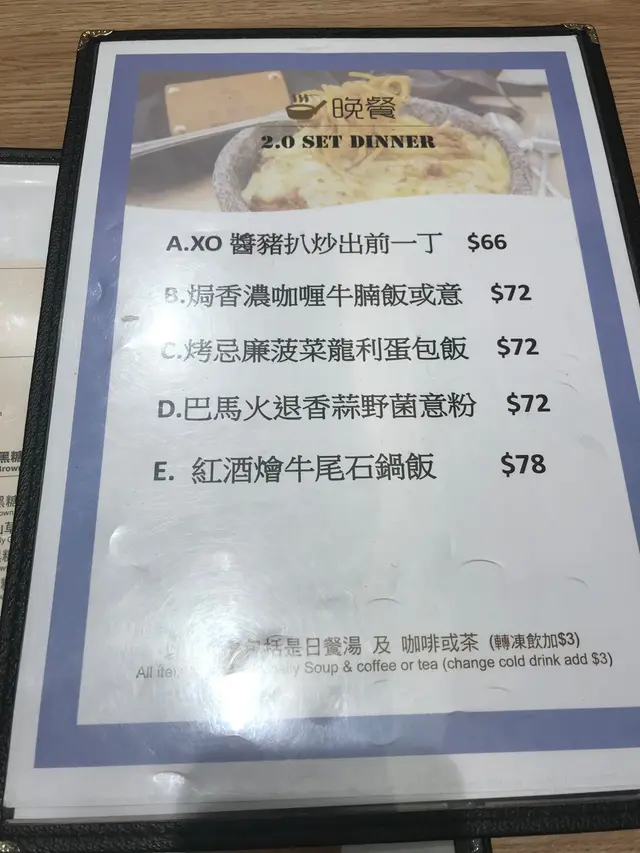 晚餐
2.0 SET DINNER
A.XO 醬豬扒炒出前一丁 $66
B.焗香濃咖喱牛腩飯或意 $72
C.烤忌廉菠菜龍利蛋包飯 $72
D.巴馬火退香蒜野菌意粉 $72
E. 紅酒燴牛尾石鍋飯 $78
包括是日餐湯 及 咖啡或茶 (轉凍飲加$3)
All Soup & coffee or tea (change cold drink add $3)
黑糖